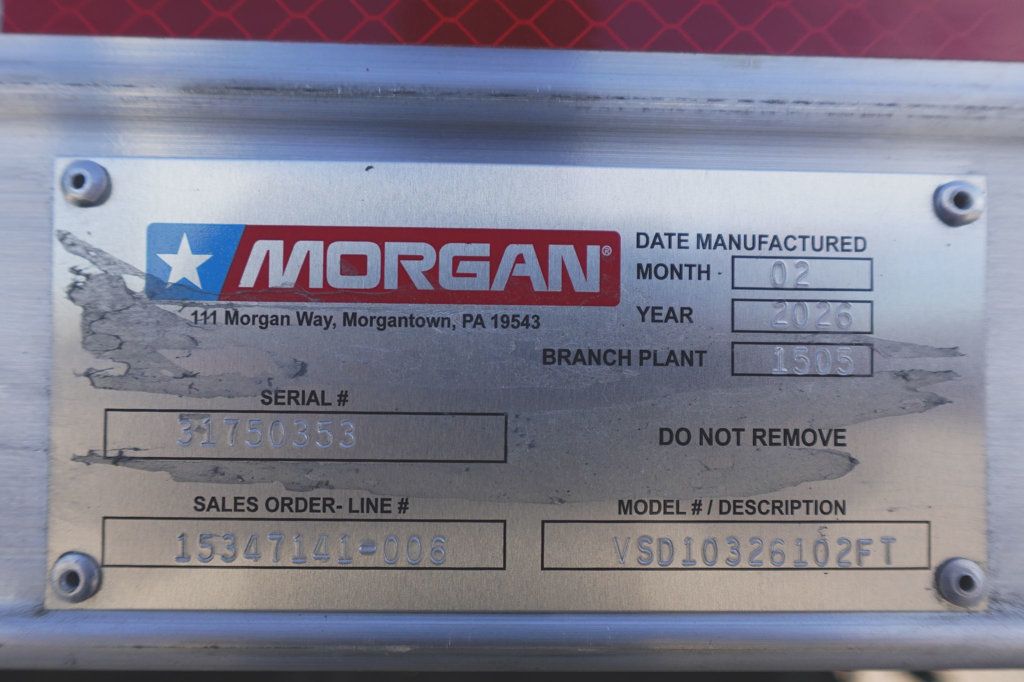 MORGAN®
111 Morgan Way, Morgantown, PA 19543
DATE MANUFACTURED
MONTH - 02
YEAR 2026
BRANCH PLANT 1505
SERIAL #
31750353
DO NOT REMOVE
SALES ORDER- LINE #
15347141-006
MODEL # / DESCRIPTION
VSD10326102FT